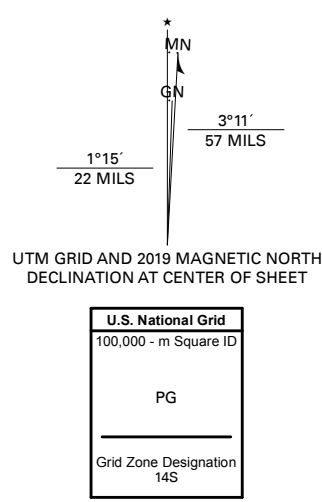 ★
MN
GN
3°11´
57 MILS
1°15´
22 MILS
UTM GRID AND 2019 MAGNETIC NORTH
DECLINATION AT CENTER OF SHEET
U.S. National Grid
100,000 - m Square ID
PG
Grid Zone Designation
14S